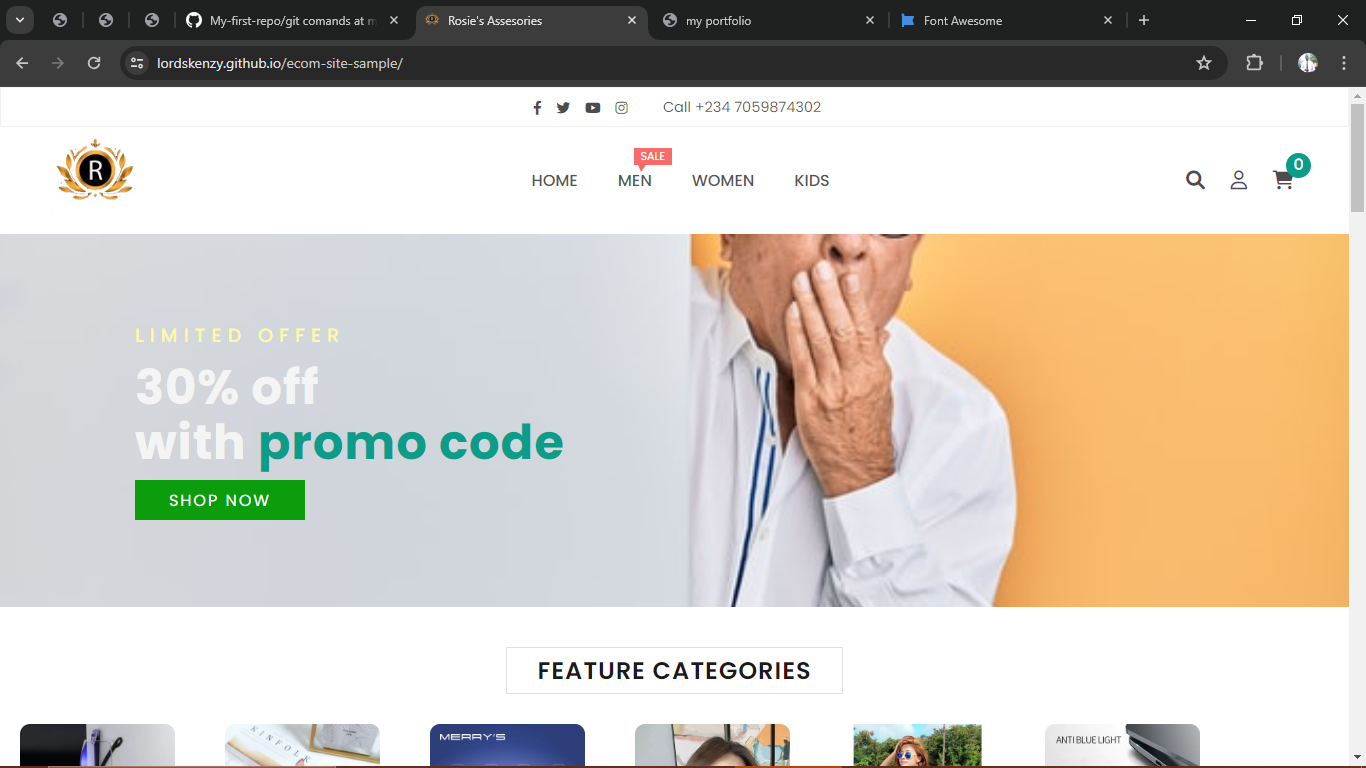 My-first-repo/git comands at m
Rosie's Assesories
my portfolio
Font Awesome
lordskenzy.github.io/ecom-site-sample/
Call +234 7059874302
SALE
R
HOME MEN WOMEN KIDS
0
LIMITED OFFER
30% off
with promo code
SHOP NOW
FEATURE CATEGORIES
KINFOLK
MERRY'S
ANTI BLUE LIGHT